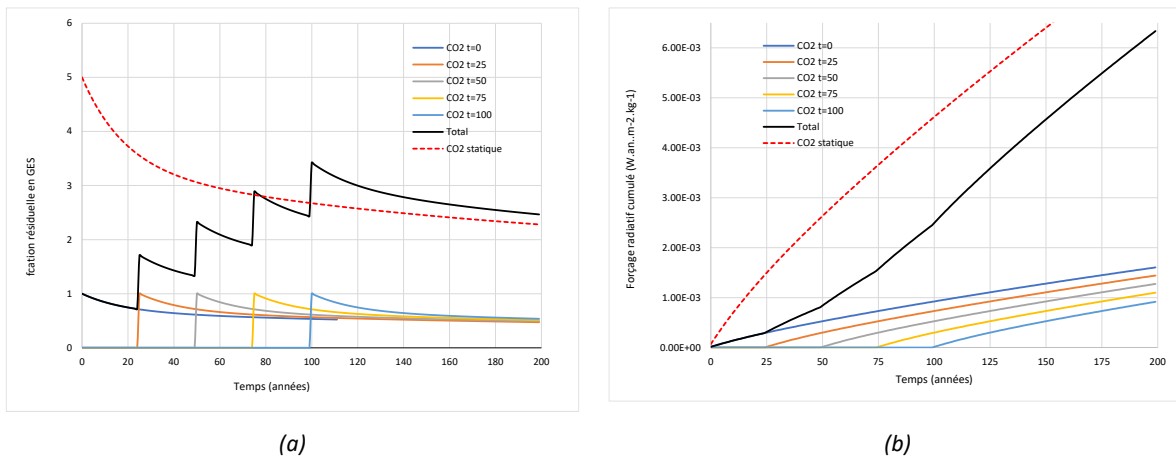 fcation résiduelle en GES
6
5
4
3
2
1
0
0 20 40 60 80 100 120 140 160 180 200
Temps (années)
CO2 t=0
CO2 t=25
CO2 t=50
CO2 t=75
CO2 t=100
Total
CO2 statique
(a)
Forçage radiatif cumulé (W.an..m-2.kg-1)
6.00E-03
5.00E-03
4.00E-03
3.00E-03
2.00E-03
1.00E-03
0.00E+00
0 25 50 75 100 125 150 175 200
Temps (années)
CO2 t=0
CO2 t=25
CO2 t=50
CO2 t=75
CO2 t=100
Total
CO2 statique
(b)